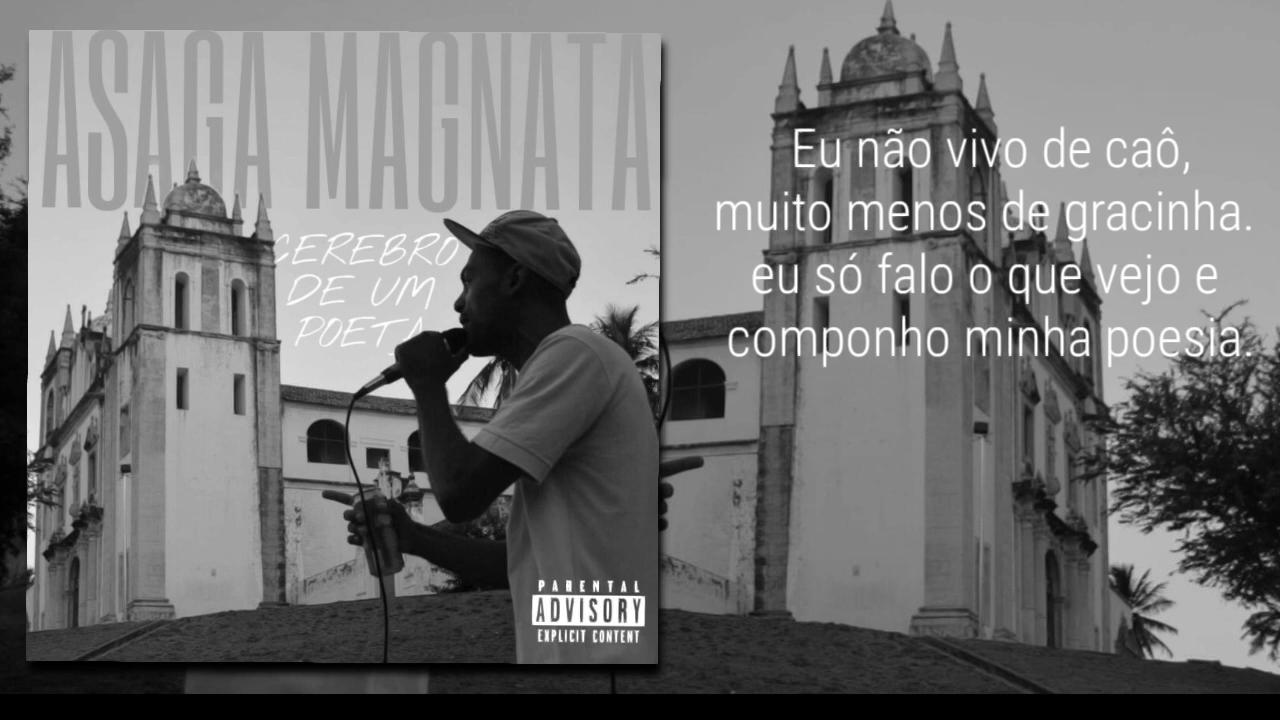 ASAGA MAGNATA
CEREBRO
DE UM
POETA
PARENTAL
ADVISORY
EXPLICIT CONTENT
Eu não vivo de caô,
muito menos de gracinha.
eu só falo o que vejo e
componho minha poesia.